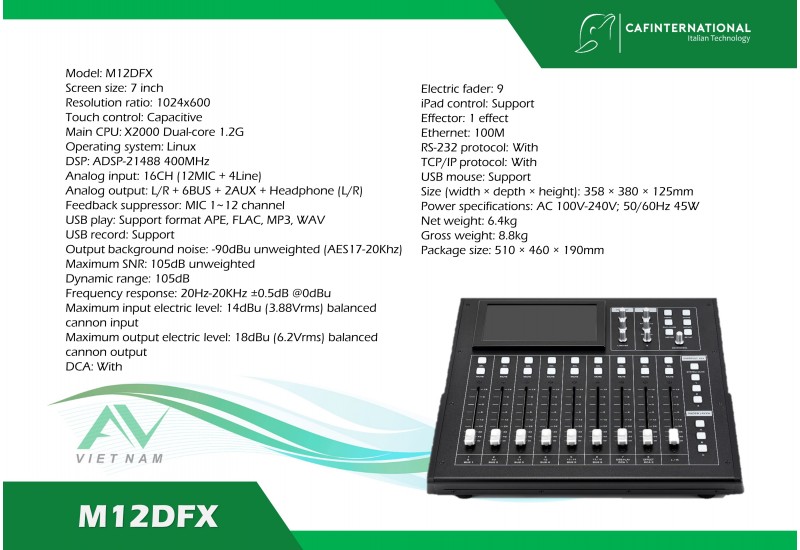 CAFINTERNATIONAL
Italian Technology
Model: M12DFX
Screen size: 7 inch
Resolution ratio: 1024x600
Touch control: Capacitive
Main CPU: X2000 Dual-core 1.2G
Operating system: Linux
DSP: ADSP-21488 400MHz
Analog input: 16CH (12MIC + 4Line)
Analog output: L/R + 6BUS + 2AUX + Headphone (L/R)
Feedback suppressor: MIC 1~12 channel
USB play: Support format APE, FLAC, MP3, WAV
USB record: Support
Output background noise: -90dBu unweighted (AES17-20Khz)
Maximum SNR: 105dB unweighted
Dynamic range: 105dB
Frequency response: 20Hz-20KHz ±0.5dB @0dBu
Maximum input electric level: 14dBu (3.88Vrms) balanced
cannon input
Maximum output electric level: 18dBu (6.2Vrms) balanced
cannon output
DCA: With
Electric fader: 9
iPad control: Support
Effector: 1 effect
Ethernet: 100M
RS-232 protocol: With
TCP/IP protocol: With
USB mouse: Support
Size (width × depth × height): 358 × 380 × 125mm
Power specifications: AC 100V-240V; 50/60Hz 45W
Net weight: 6.4kg
Gross weight: 8.8kg
Package size: 510 × 460 × 190mm
AV
VIET NAM
M12DFX